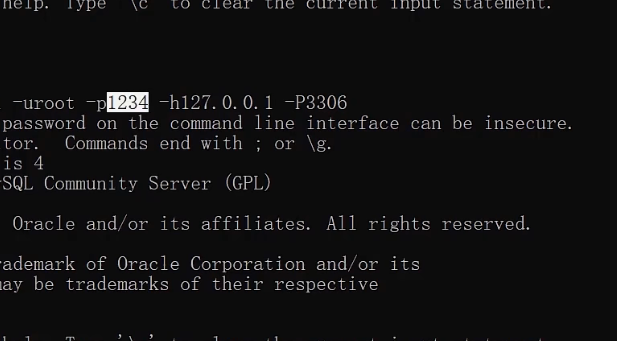 help. Type '\c' to clear the current input statement.
-uroot -p1234 -h127.0.0.1 -P3306
password on the command line interface can be insecure.
tor. Commands end with ; or \g.
is 4
SQL Community Server (GPL)
Oracle and/or its affiliates. All rights reserved.
rademark of Oracle Corporation and/or its
may be trademarks of their respective